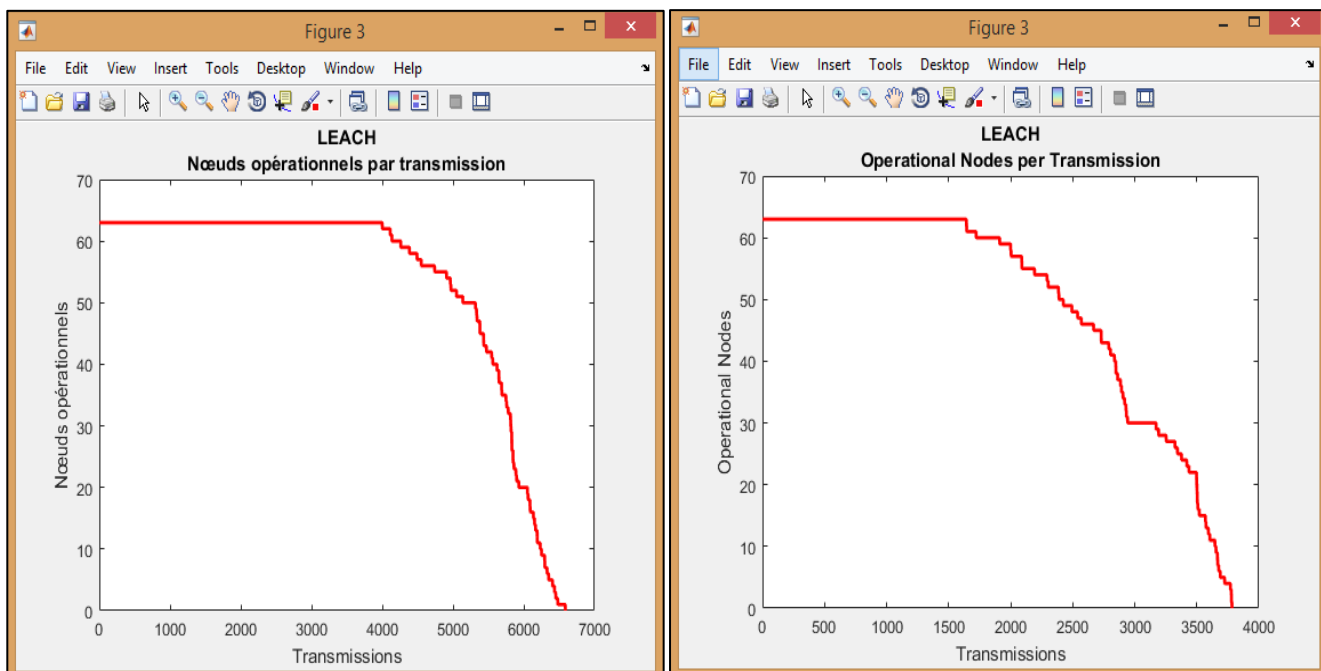 Figure 3
File Edit View Insert Tools Desktop Window Help
LEACH
Nœuds opérationnels par transmission
Nœuds opérationnels
70
60
50
40
30
20
10
0
0 1000 2000 3000 4000 5000 6000 7000
Transmissions
Figure 3
File Edit View Insert Tools Desktop Window Help
LEACH
Operational Nodes per Transmission
Operational Nodes
70
60
50
40
30
20
10
0
0 500 1000 1500 2000 2500 3000 3500 4000
Transmissions